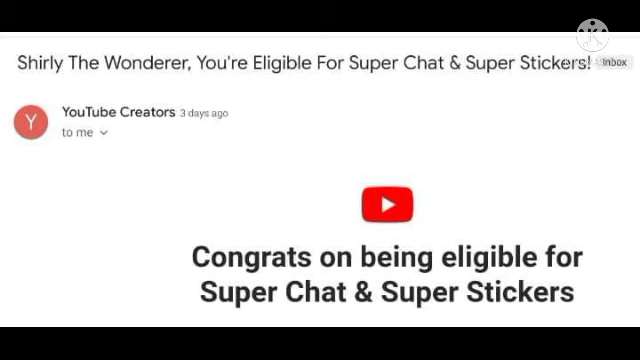 Shirly The Wonderer, You're Eligible For Super Chat & Super Stickers! Inbox
Y
YouTube Creators 3 days ago
to me
Congrats on being eligible for
Super Chat & Super Stickers